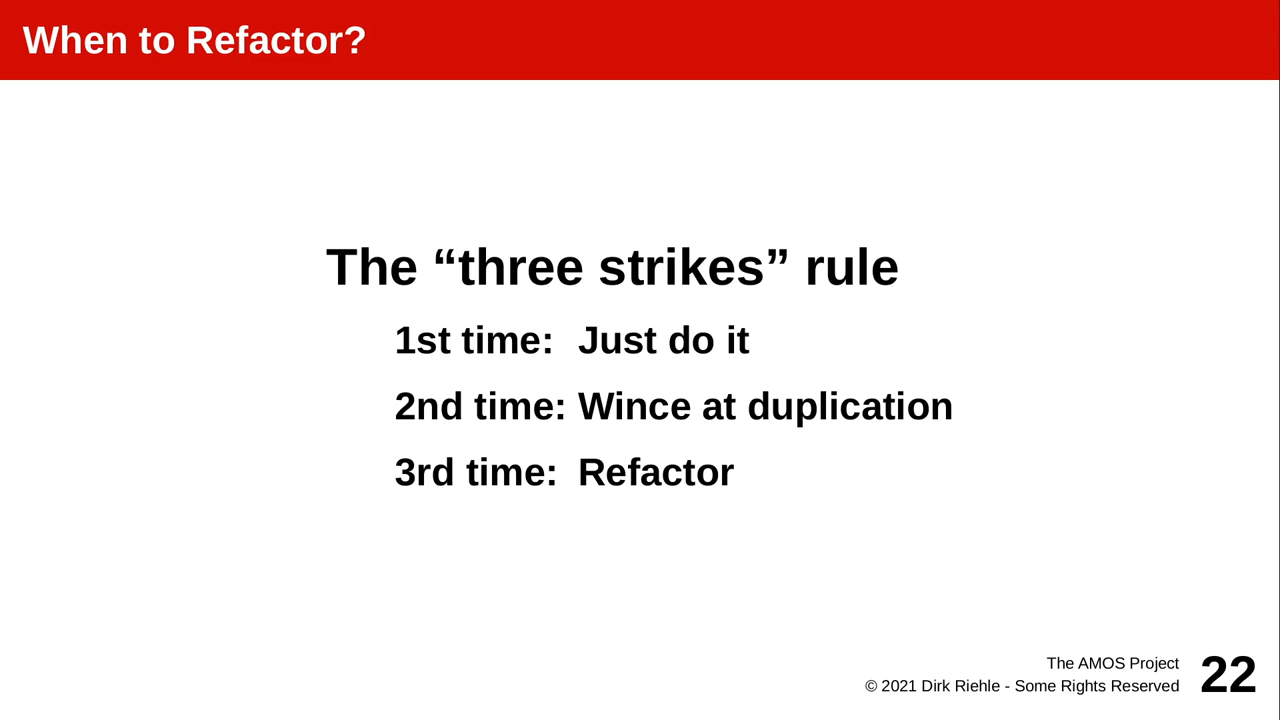 When to Refactor?
The “three strikes” rule
1st time: Just do it
2nd time: Wince at duplication
3rd time: Refactor
The AMOS Project
© 2021 Dirk Riehle - Some Rights Reserved
22